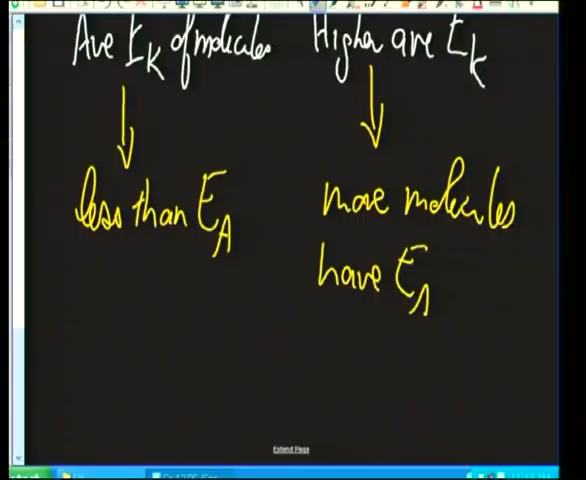 Ave EK of molecules
Higher ave EK
less than EA
more molecules
have EA
Extend Page